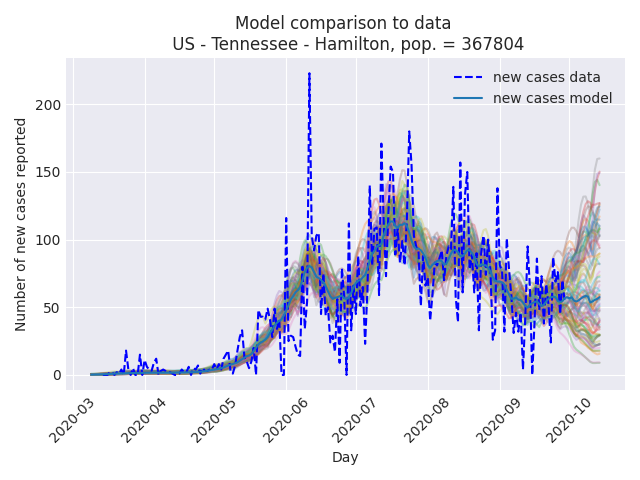 Model comparison to data
US - Tennessee - Hamilton, pop. = 367804
new cases data
new cases model
Number of new cases reported
200
150
100
50
0
2020-03
2020-04
2020-05
2020-06
2020-07
2020-08
2020-09
2020-10
Day